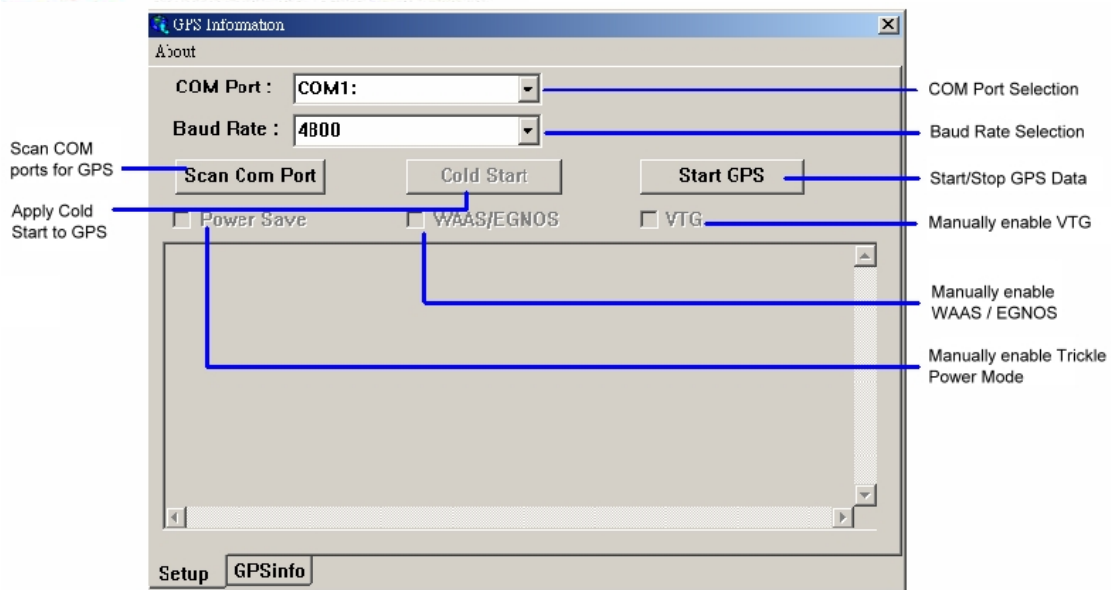 GPS Information
About
COM Port : COM1:
COM Port Selection
Baud Rate : 4800
Baud Rate Selection
Scan COM
ports for GPS
Scan Com Port
Cold Start
Start GPS
Start/Stop GPS Data
Apply Cold
Start to GPS
Power Save
WAAS/EGNOS
VTG
Manually enable VTG
Manually enable
WAAS / EGNOS
Manually enable Trickle
Power Mode
Setup
GPSinfo